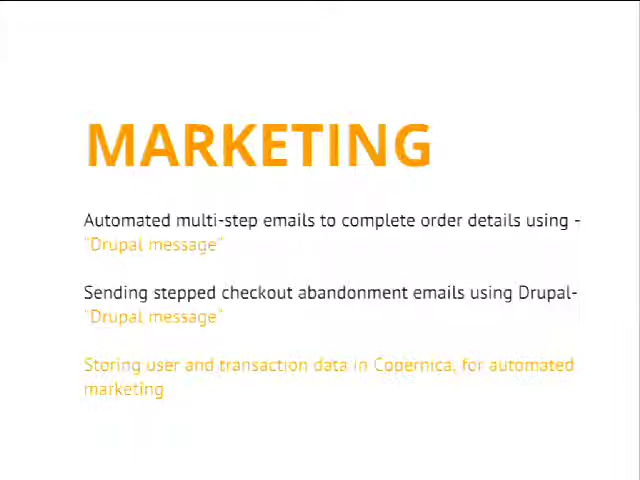 MARKETING
Automated multi-step emails to complete order details using -
"Drupal message"
Sending stepped checkout abandonment emails using Drupal-
"Drupal message"
Storing user and transaction data in Copernica, for automated
marketing